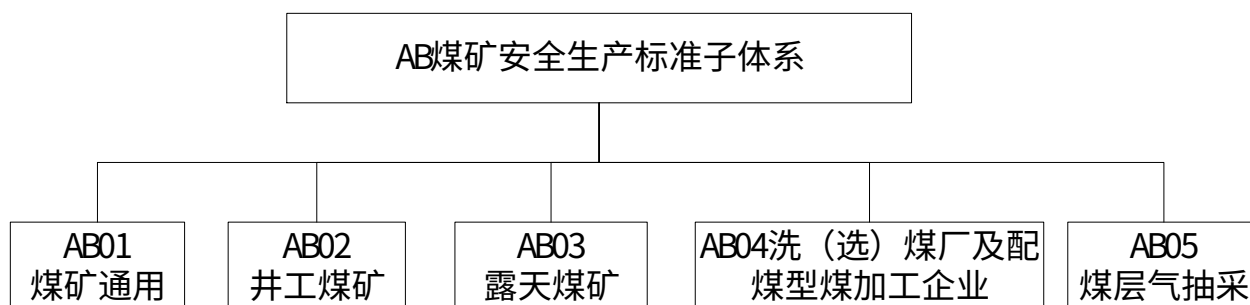 AB煤矿安全生产标准子体系
AB01
煤矿通用
AB02
井工煤矿
AB03
露天煤矿
AB04洗（选）煤厂及配
煤型煤加工企业
AB05
煤层气抽采